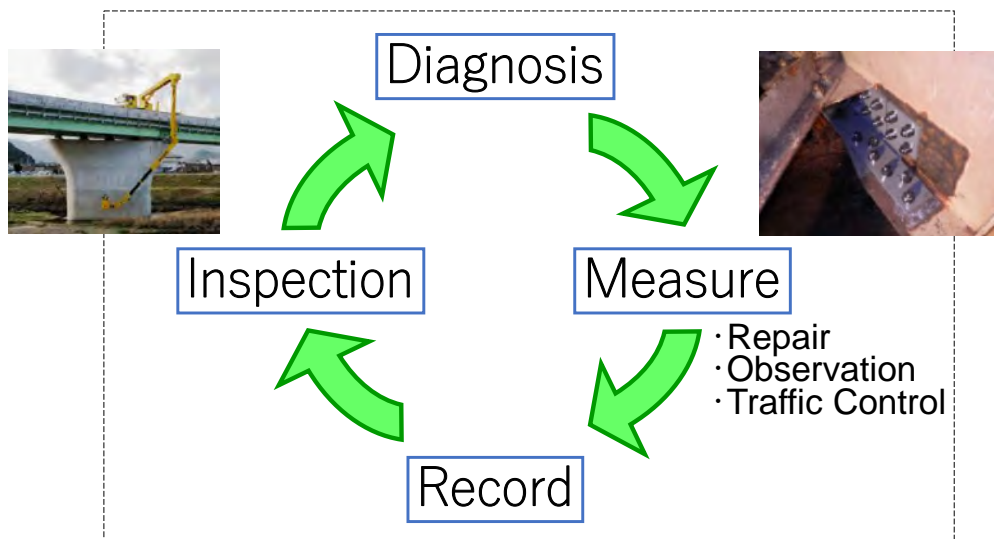 Diagnosis
Inspection
Measure
･Repair
･Observation
･Traffic Control
Record